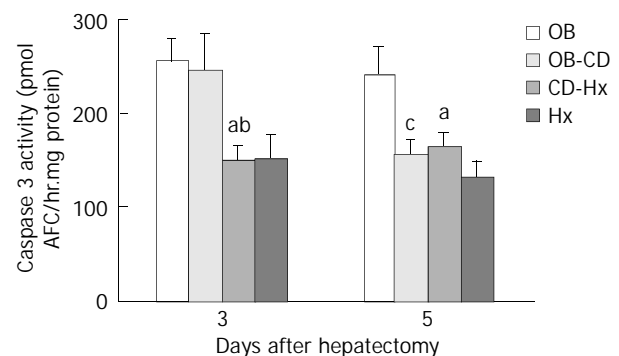 Caspase 3 activity (pmol
AFC/hr.mg protein)
300
200
100
0
ab
c
a
3
5
Days after hepatectomy
OB
OB-CD
CD-Hx
Hx